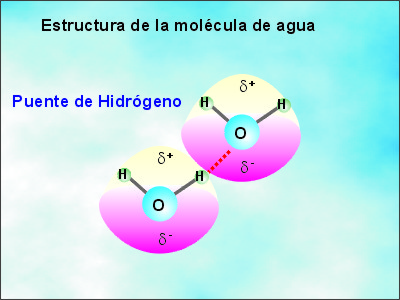 Estructura de la molécula de agua
Puente de Hidrógeno
δ+
H H
O
δ-
δ+
H H
O
δ-